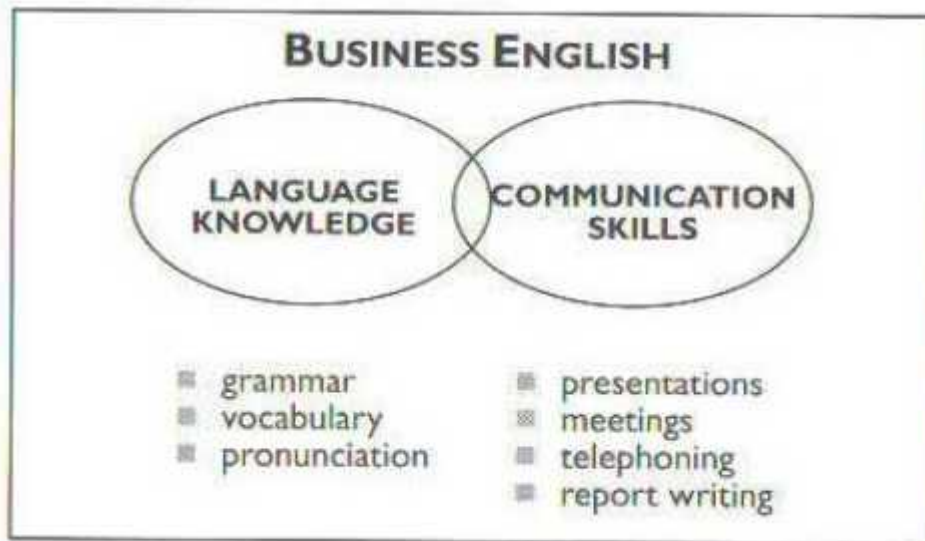 BUSINESS ENGLISH
LANGUAGE
KNOWLEDGE
COMMUNICATION
SKILLS
grammar
vocabulary
pronunciation
presentations
meetings
telephoning
report writing